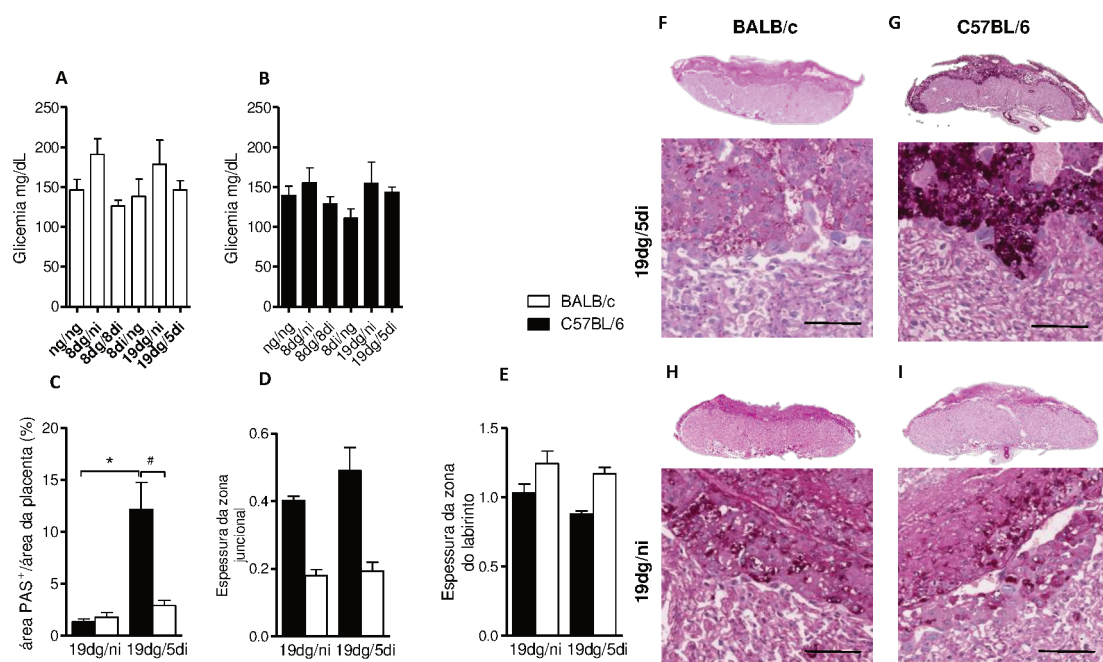 A
Glicemia mg/dL
250
200
150
100
50
0
ng/ng
8dg/ni
8dg/8di
8di/ng
19dg/ni
19dg/5di
B
Glicemia mg/dL
250
200
150
100
50
0
ng/ng
8dg/ni
8dg/8di
8di/ng
19dg/ni
19dg/5di
BALB/c
C57BL/6
C
área PAS⁺/área da placenta (%)
20
15
10
5
0
*
#
19dg/ni
19dg/5di
D
Espessura da zona
juncional
0.6
0.4
0.2
0.0
19dg/ni
19dg/5di
E
Espessura da zona
do labirinto
1.5
1.0
0.5
0.0
19dg/ni
19dg/5di
F
BALB/c
G
C57BL/6
19dg/5di
H
I
19dg/ni